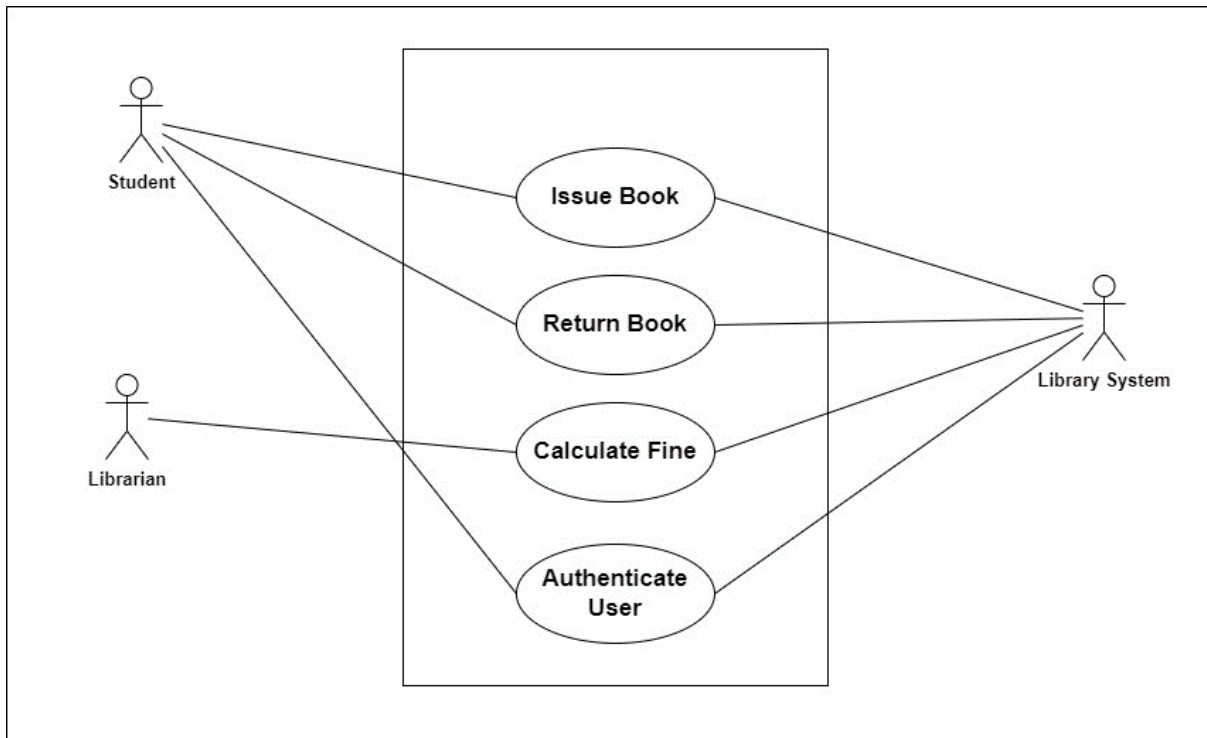 Student
Issue Book
Return Book
Library System
Calculate Fine
Librarian
Authenticate
User